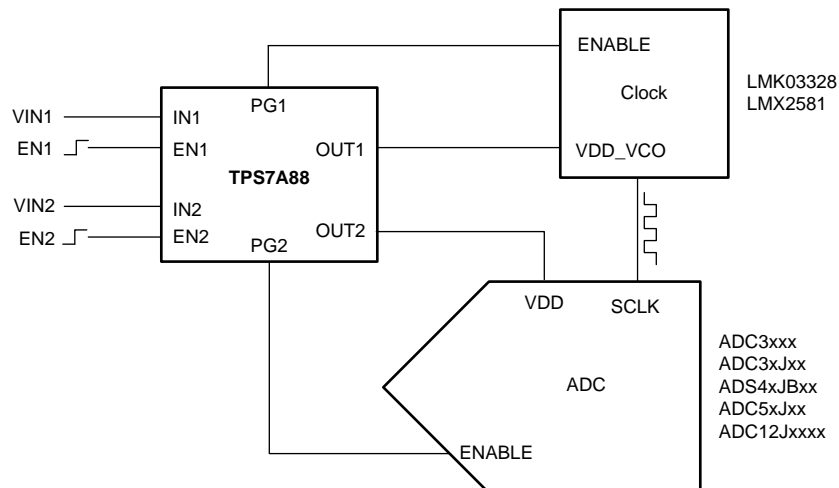 ENABLE
Clock
VDD_VCO
LMK03328
LMX2581
VIN1
EN1
VIN2
EN2
PG1
IN1
EN1
OUT1
TPS7A88
IN2
EN2
OUT2
PG2
VDD
SCLK
ADC
ENABLE
ADC3xxx
ADC3xJxx
ADS4xJBxx
ADC5xJxx
ADC12Jxxxx